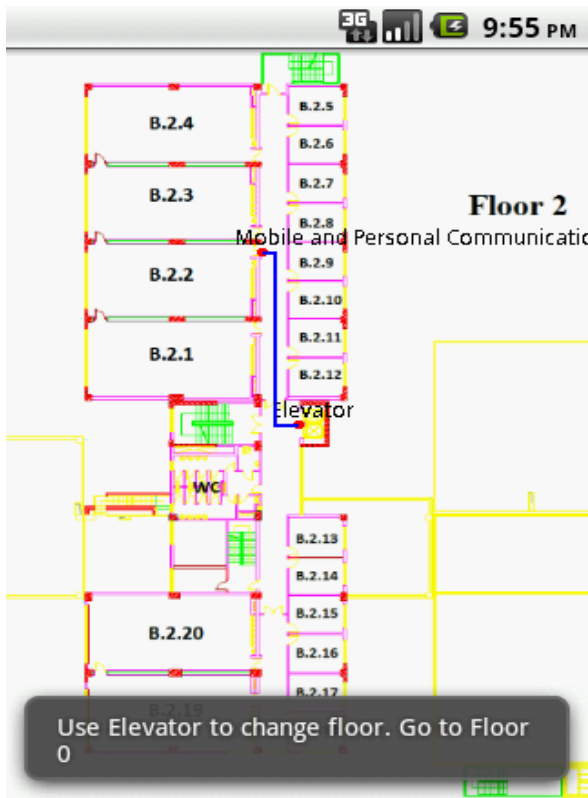 3G
9:55 PM
B.2.5
B.2.4
B.2.6
B.2.7
B.2.3
Floor 2
B.2.8
Mobile and Personal Communicatio
B.2.9
B.2.2
B.2.10
B.2.11
B.2.1
B.2.12
Elevator
WC
B.2.13
B.2.14
B.2.15
B.2.20
B.2.16
B.2.17
B.2.19
Use Elevator to change floor. Go to Floor
0